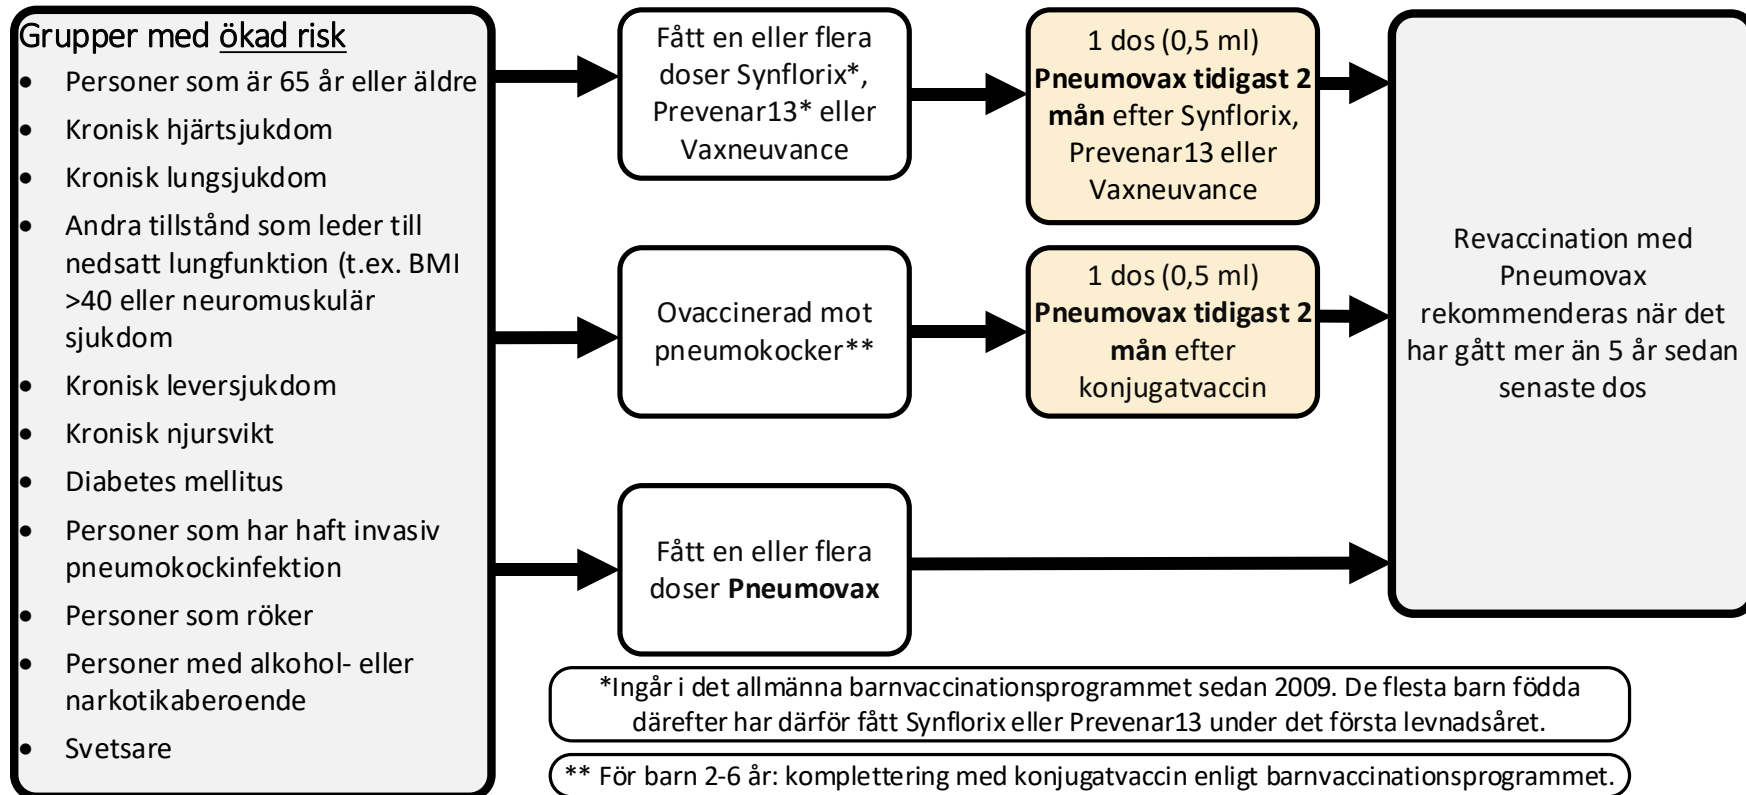 Grupper med ökad risk
• Personer som är 65 år eller äldre
• Kronisk hjärtsjukdom
• Kronisk lungsjukdom
• Andra tillstånd som leder till
nedsatt lungfunktion (t.ex. BMI
>40 eller neuromuskulär
sjukdom
• Kronisk leversjukdom
• Kronisk njursvikt
• Diabetes mellitus
• Personer som har haft invasiv
pneumokockinfektion
• Personer som röker
• Personer med alkohol- eller
narkotikaberoende
• Svetsare
Fått en eller flera
doser Synflorix*,
Prevenar13* eller
Vaxneuvance
1 dos (0,5 ml)
Pneumovax tidigast 2
mån efter Synflorix,
Prevenar13 eller
Vaxneuvance
Ovaccinerad mot
pneumokocker**
1 dos (0,5 ml)
Pneumovax tidigast 2
mån efter
konjugatvaccin
Fått en eller flera
doser Pneumovax
Revaccination med
Pneumovax
rekommenderas när det
har gått mer än 5 år sedan
senaste dos
*Ingår i det allmänna barnvaccinationsprogrammet sedan 2009. De flesta barn födda
därefter har därför fått Synflorix eller Prevenar13 under det första levnadsåret.
** För barn 2-6 år: komplettering med konjugatvaccin enligt barnvaccinationsprogrammet.